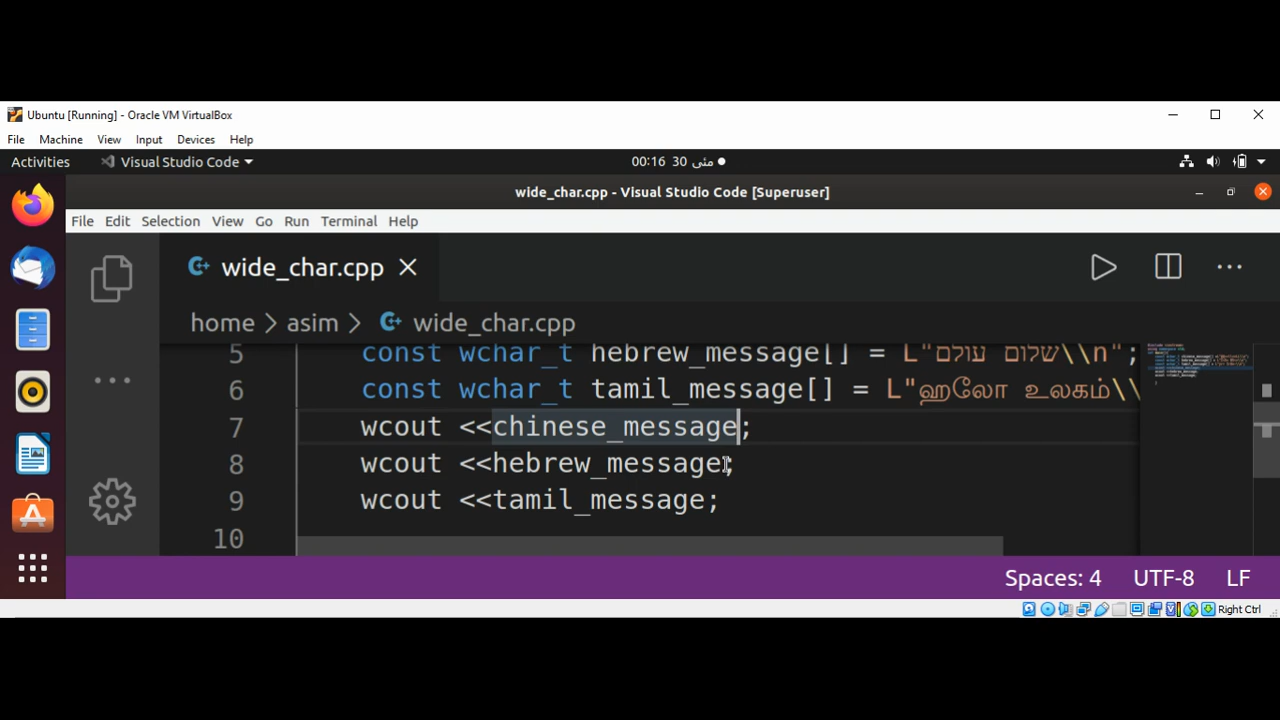 Ubuntu [Running] - Oracle VM VirtualBox
File Machine View Input Devices Help
Activities Visual Studio Code 00:16 30 مئی
wide_char.cpp - Visual Studio Code [Superuser]
File Edit Selection View Go Run Terminal Help
wide_char.cpp
home > asim > wide_char.cpp
5 const wchar_t hebrew_message[] = L"שלום עולם\\n";
6 const wchar_t tamil_message[] = L"ஹலோ உலகம்\\
7 wcout <<chinese_message;
8 wcout <<hebrew_message;
9 wcout <<tamil_message;
10
Spaces: 4 UTF-8 LF
Right Ctrl